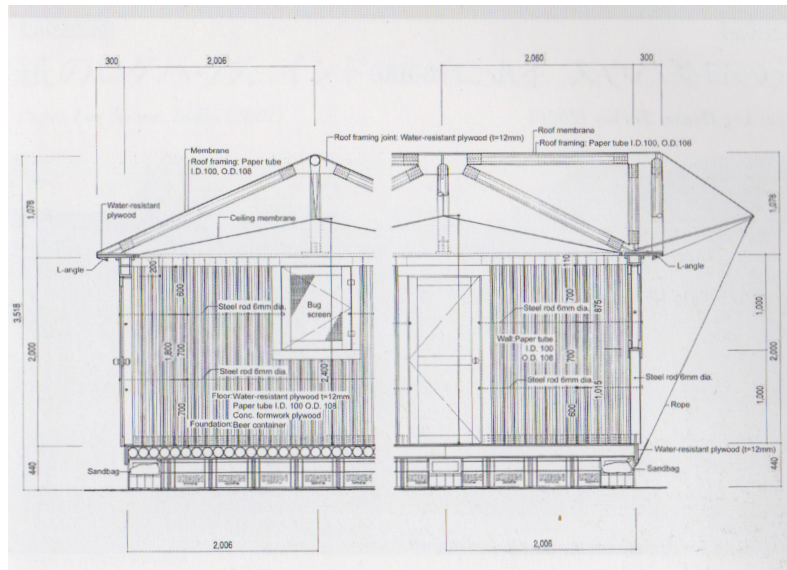 300
2,006
2,060
300
Roof framing joint: Water-resistant plywood (t=12mm)
Roof membrane
Roof framing: Paper tube I.D.100, O.D.108
Membrane
Roof framing: Paper tube
I.D.100, O.D.108
Water-resistant
plywood
Ceiling membrane
L-angle
L-angle
1,078
3,518
2,000
440
1,078
1,000
2,000
1,000
440
200
600
1,800
700
700
2,400
Steel rod 6mm dia.
Steel rod 6mm dia.
Bug
screen
110
700
875
700
1,015
600
Steel rod 6mm dia.
Wall:Paper tube
I.D. 100
O.D. 108
Steel rod 6mm dia.
Steel rod 6mm dia.
Rope
Floor:Water-resistant plywood t=12mm
Paper tube I.D. 100 O.D. 108
Conc. formwork plywood
Foundation: Beer container
Sandbag
Water-resistant plywood (t=12mm)
Sandbag
2,006
2,006